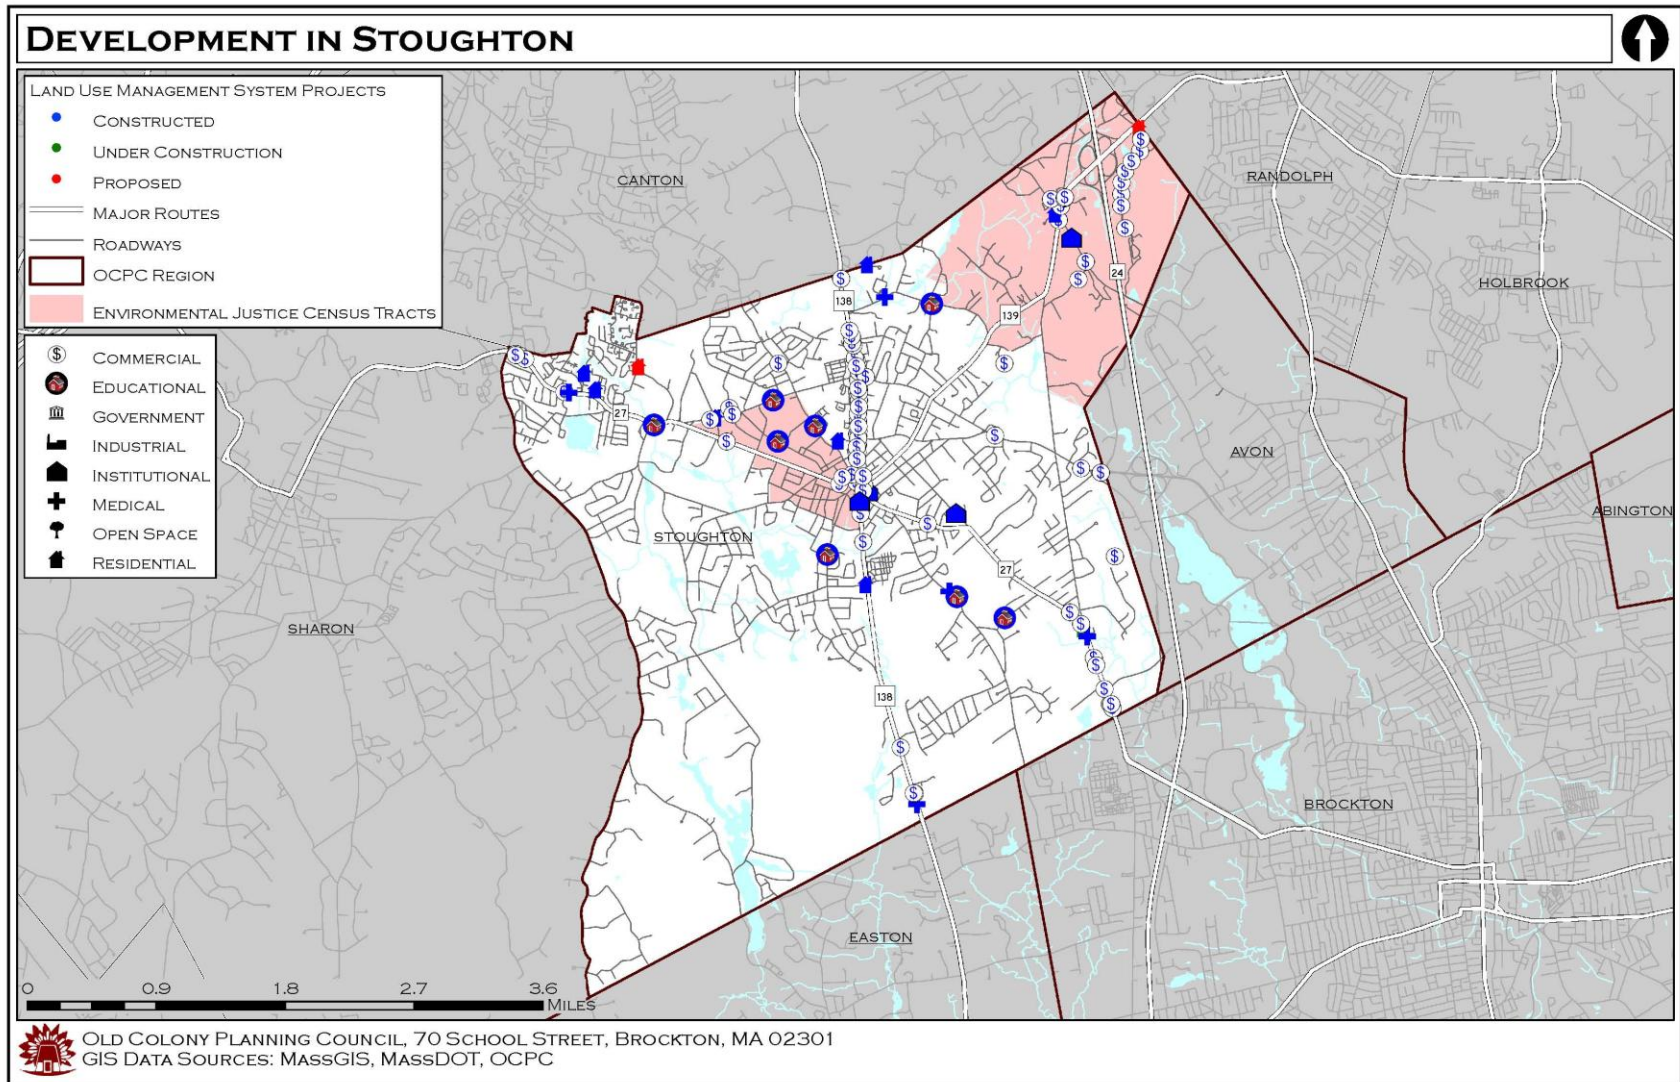 DEVELOPMENT IN STOUGHTON
LAND USE MANAGEMENT SYSTEM PROJECTS
CONSTRUCTED
UNDER CONSTRUCTION
PROPOSED
MAJOR ROUTES
ROADWAYS
OCPC REGION
ENVIRONMENTAL JUSTICE CENSUS TRACTS
$ COMMERCIAL
EDUCATIONAL
GOVERNMENT
INDUSTRIAL
INSTITUTIONAL
MEDICAL
OPEN SPACE
RESIDENTIAL
CANTON
RANDOLPH
HOLBROOK
24
138
139
27
AVON
ABINGTON
STOUGHTON
27
SHARON
138
BROCKTON
EASTON
0 0.9 1.8 2.7 3.6
MILES
OLD COLONY PLANNING COUNCIL, 70 SCHOOL STREET, BROCKTON, MA 02301
GIS DATA SOURCES: MASSGIS, MASSDOT, OCPC